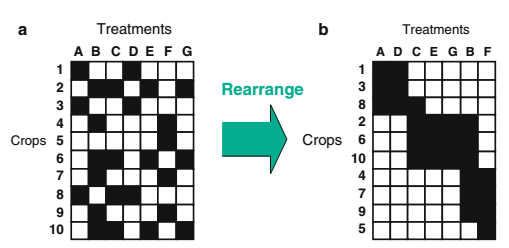 a
Treatments
A B C D E F G
1
2
3
4
Crops 5
6
7
8
9
10
Rearrange
b
Treatments
A D C E G B F
1
3
8
2
Crops 6
10
4
7
9
5